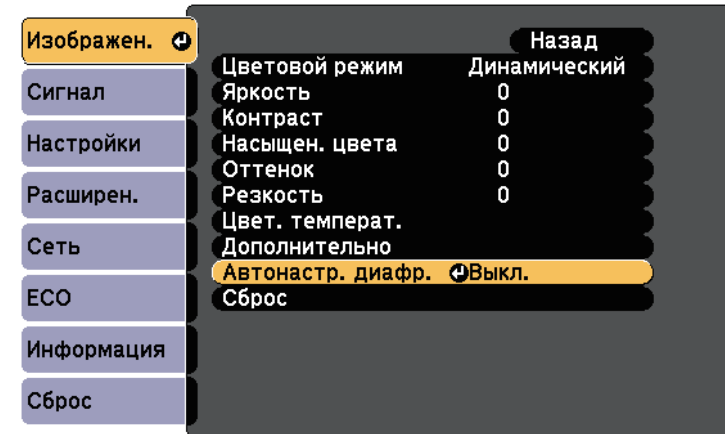 Изображен.
Сигнал
Настройки
Расширен.
Сеть
ECO
Информация
Сброс
Назад
Цветовой режим Динамический
Яркость 0
Контраст 0
Насыщен. цвета 0
Оттенок 0
Резкость 0
Цвет. температ.
Дополнительно
Автонастр. диафр. Выкл.
Сброс